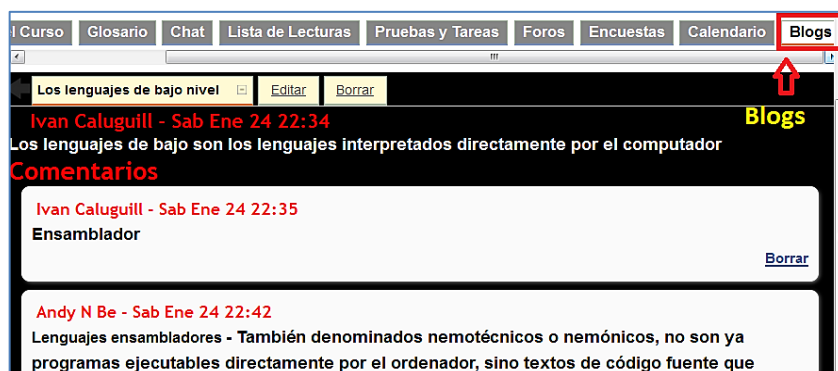 l Curso Glosario Chat Lista de Lecturas Pruebas y Tareas Foros Encuestas Calendario Blogs
Los lenguajes de bajo nivel Editar Borrar
Blogs
Ivan Caluguill - Sab Ene 24 22:34
Los lenguajes de bajo son los lenguajes interpretados directamente por el computador
Comentarios
Ivan Caluguill - Sab Ene 24 22:35
Ensamblador
Borrar
Andy N Be - Sab Ene 24 22:42
Lenguajes ensambladores - También denominados nemotécnicos o nemónicos, no son ya
programas ejecutables directamente por el ordenador, sino textos de código fuente que